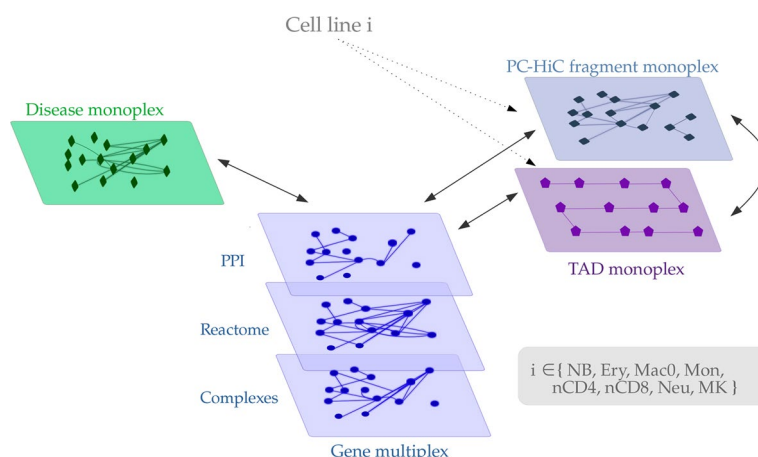 Cell line i
PC-HiC fragment monoplex
Disease monoplex
TAD monoplex
PPI
Reactome
Complexes
Gene multiplex
i ∈{ NB, Ery, Mac0, Mon,
nCD4, nCD8, Neu, MK }